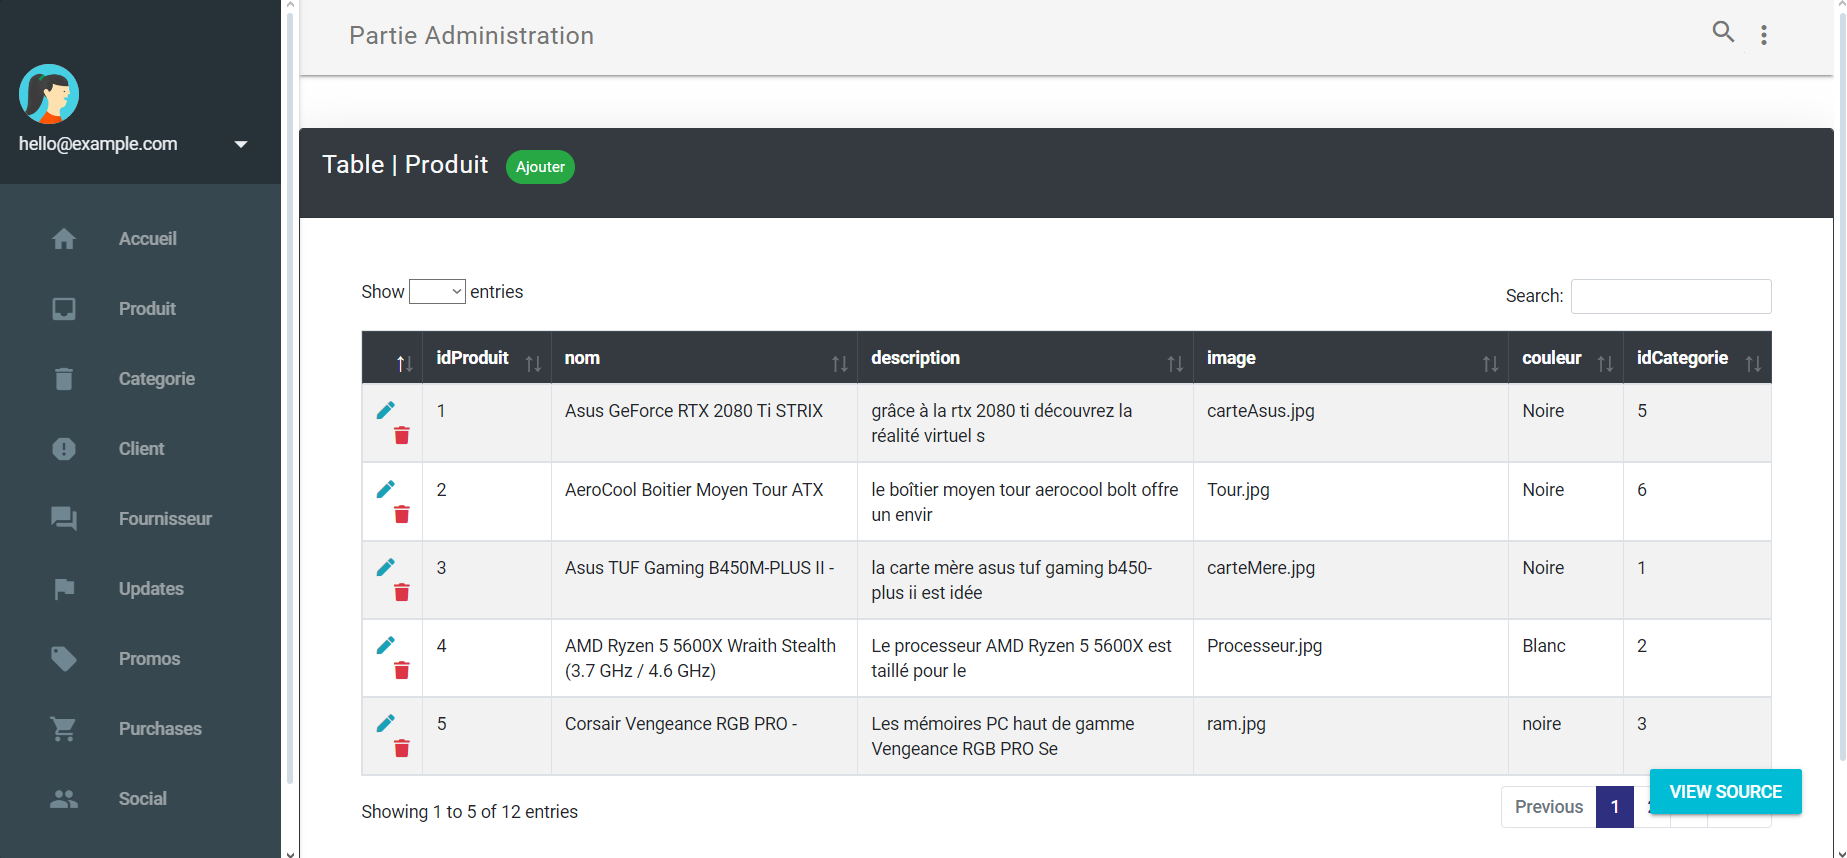 Partie Administration
hello@example.com
Accueil
Produit
Categorie
Client
Fournisseur
Updates
Promos
Purchases
Social
Table | Produit Ajouter
Show entries
Search:
idProduit nom description image couleur idCategorie
1 Asus GeForce RTX 2080 Ti STRIX grâce à la rtx 2080 ti découvrez la carteAsus.jpg Noire 5
réalité virtuel s
2 AeroCool Boitier Moyen Tour ATX le boîtier moyen tour aerocool bolt offre Tour.jpg Noire 6
un envir
3 Asus TUF Gaming B450M-PLUS II - la carte mère asus tuf gaming b450- carteMere.jpg Noire 1
plus ii est idée
4 AMD Ryzen 5 5600X Wraith Stealth Le processeur AMD Ryzen 5 5600X est Processeur.jpg Blanc 2
(3.7 GHz / 4.6 GHz) taillé pour le
5 Corsair Vengeance RGB PRO - Les mémoires PC haut de gamme ram.jpg noire 3
Vengeance RGB PRO Se
Showing 1 to 5 of 12 entries
Previous 1
VIEW SOURCE